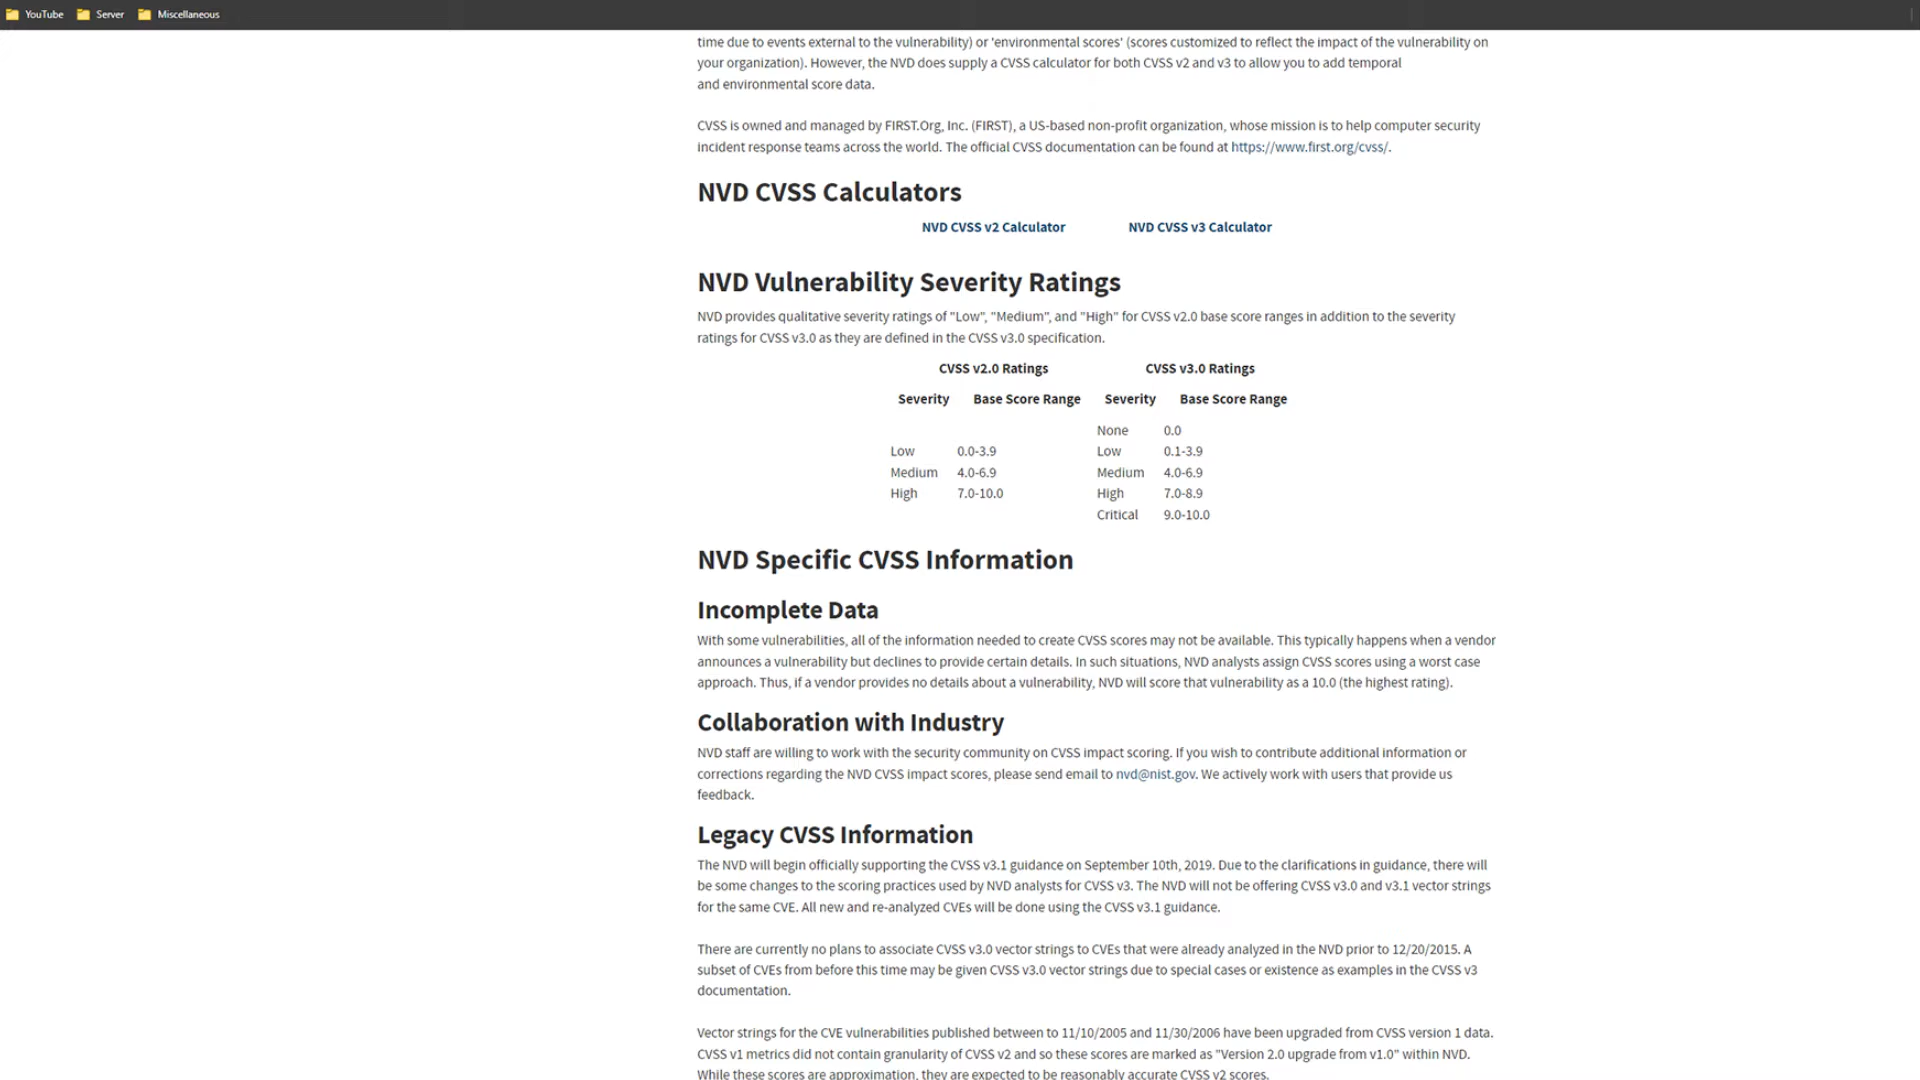 YouTube Server Miscellaneous
time due to events external to the vulnerability) or 'environmental scores' (scores customized to reflect the impact of the vulnerability on
your organization). However, the NVD does supply a CVSS calculator for both CVSS v2 and v3 to allow you to add temporal
and environmental score data.
CVSS is owned and managed by FIRST.Org, Inc. (FIRST), a US-based non-profit organization, whose mission is to help computer security
incident response teams across the world. The official CVSS documentation can be found at https://www.first.org/cvss/.
NVD CVSS Calculators
NVD CVSS v2 Calculator NVD CVSS v3 Calculator
NVD Vulnerability Severity Ratings
NVD provides qualitative severity ratings of "Low", "Medium", and "High" for CVSS v2.0 base score ranges in addition to the severity
ratings for CVSS v3.0 as they are defined in the CVSS v3.0 specification.
CVSS v2.0 Ratings CVSS v3.0 Ratings
Severity Base Score Range Severity Base Score Range
None 0.0
Low 0.0-3.9 Low 0.1-3.9
Medium 4.0-6.9 Medium 4.0-6.9
High 7.0-10.0 High 7.0-8.9
Critical 9.0-10.0
NVD Specific CVSS Information
Incomplete Data
With some vulnerabilities, all of the information needed to create CVSS scores may not be available. This typically happens when a vendor
announces a vulnerability but declines to provide certain details. In such situations, NVD analysts assign CVSS scores using a worst case
approach. Thus, if a vendor provides no details about a vulnerability, NVD will score that vulnerability as a 10.0 (the highest rating).
Collaboration with Industry
NVD staff are willing to work with the security community on CVSS impact scoring. If you wish to contribute additional information or
corrections regarding the NVD CVSS impact scores, please send email to nvd@nist.gov. We actively work with users that provide us
feedback.
Legacy CVSS Information
The NVD will begin officially supporting the CVSS v3.1 guidance on September 10th, 2019. Due to the clarifications in guidance, there will
be some changes to the scoring practices used by NVD analysts for CVSS v3. The NVD will not be offering CVSS v3.0 and v3.1 vector strings
for the same CVE. All new and re-analyzed CVEs will be done using the CVSS v3.1 guidance.
There are currently no plans to associate CVSS v3.0 vector strings to CVEs that were already analyzed in the NVD prior to 12/20/2015. A
subset of CVEs from before this time may be given CVSS v3.0 vector strings due to special cases or existence as examples in the CVSS v3
documentation.
Vector strings for the CVE vulnerabilities published between to 11/10/2005 and 11/30/2006 have been upgraded from CVSS version 1 data.
CVSS v1 metrics did not contain granularity of CVSS v2 and so these scores are marked as "Version 2.0 upgrade from v1.0" within NVD.
While these scores are approximation, they are expected to be reasonably accurate CVSS v2 scores.